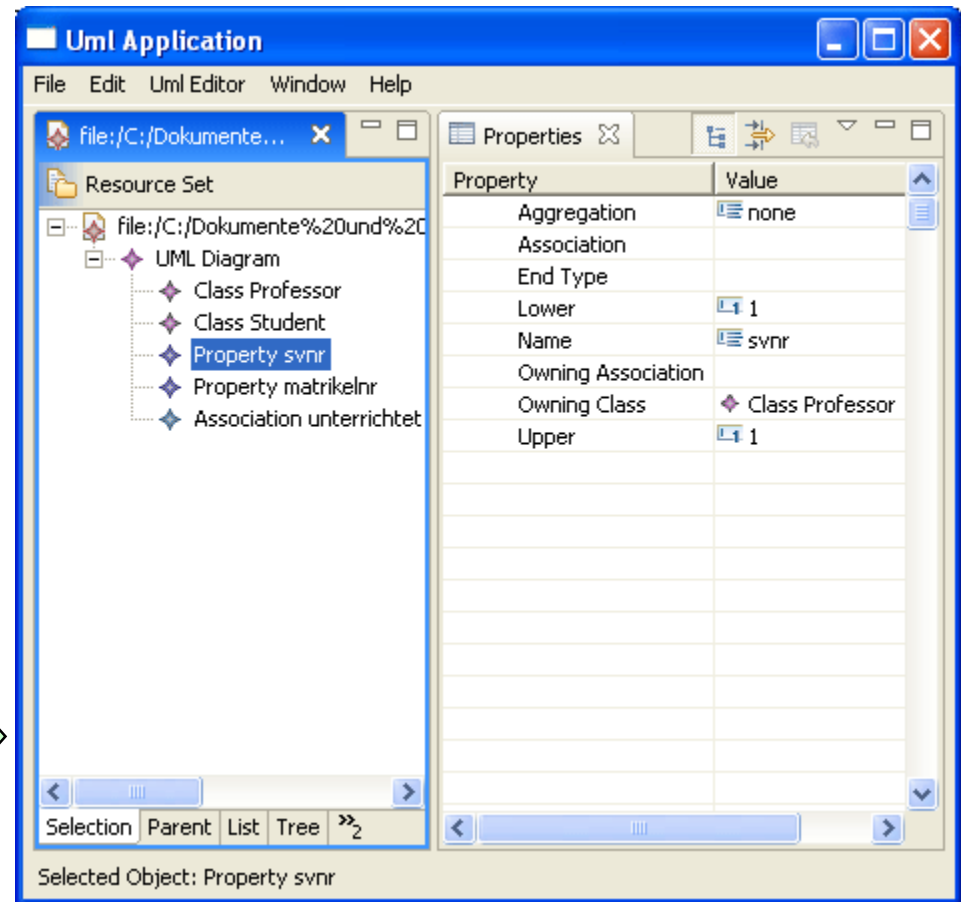 Uml Application
File Edit Uml Editor Window Help
file:/C:/Dokumente...
Resource Set
file:/C:/Dokumente%20und%20
UML Diagram
Class Professor
Class Student
Property svnr
Property matrikelnr
Association unterrichtet
Selection Parent List Tree »2
Properties
Property Value
Aggregation none
Association
End Type
Lower 1
Name svnr
Owning Association
Owning Class Class Professor
Upper 1
Selected Object: Property svnr